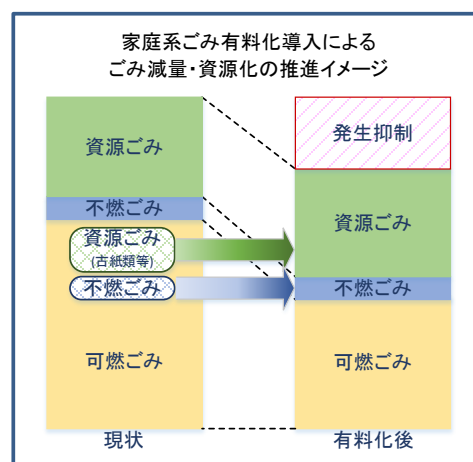 家庭系ごみ有料化導入による
ごみ減量・資源化の推進イメージ
資源ごみ
不燃ごみ
資源ごみ
(古紙類等)
不燃ごみ
可燃ごみ
現状
発生抑制
資源ごみ
不燃ごみ
可燃ごみ
有料化後